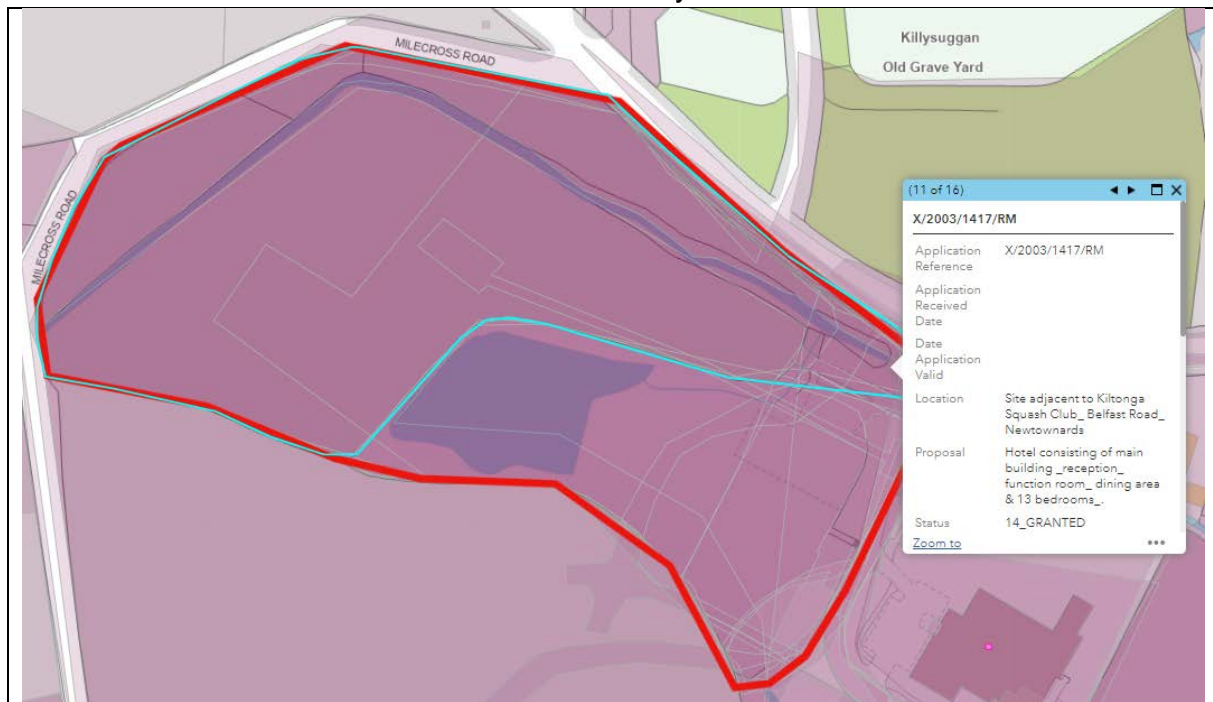 MILECROSS ROAD
Killysuggan
Old Grave Yard
MILECROSS ROAD
(11 of 16)
X/2003/1417/RM
Application Reference X/2003/1417/RM
Application Received Date
Date Application Valid
Location Site adjacent to Kiltonga Squash Club_ Belfast Road_ Newtownards
Proposal Hotel consisting of main building _reception_ function room_ dining area & 13 bedrooms_.
Status 14_GRANTED
Zoom to